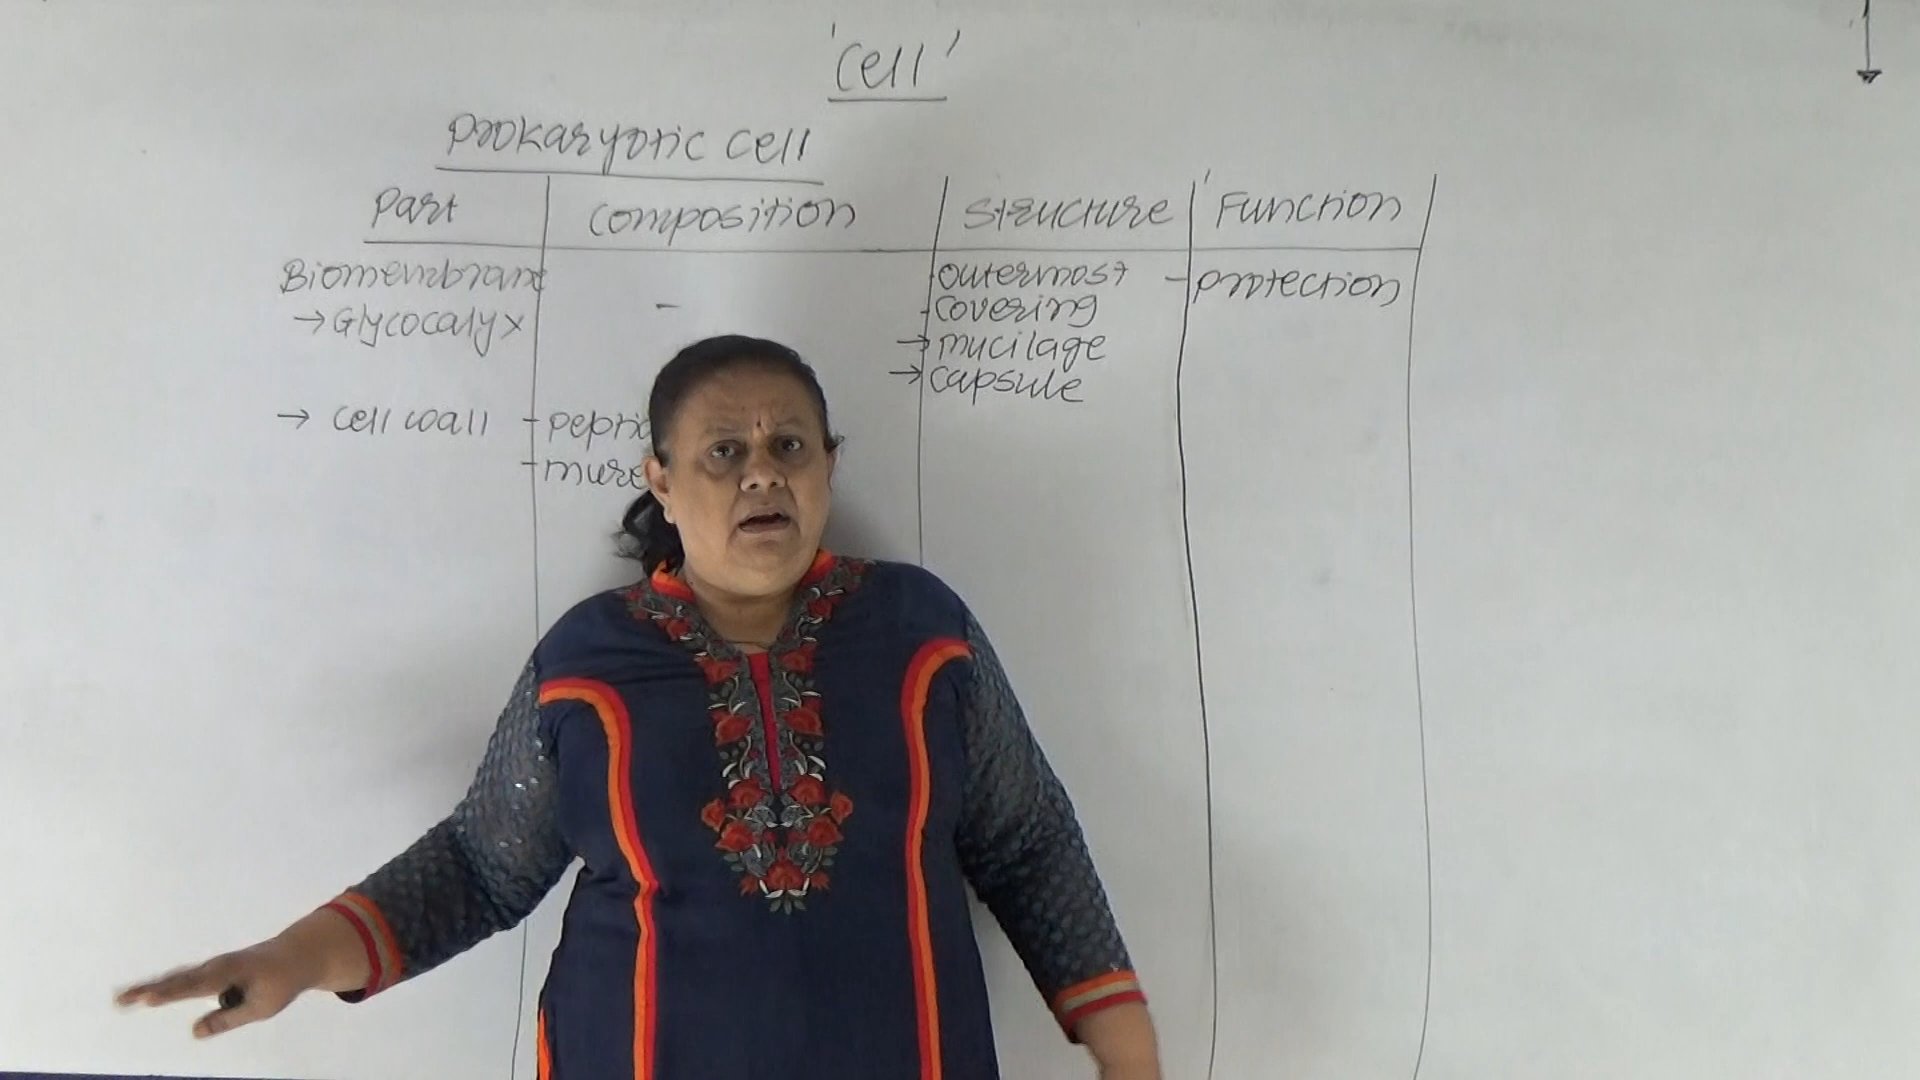 'Cell'
Prokaryotic cell
Part Composition Structure Function
Biomembrane - outermost - protection
→ Glycocalyx - covering
→ mucilage
→ capsule
→ cell wall -
-